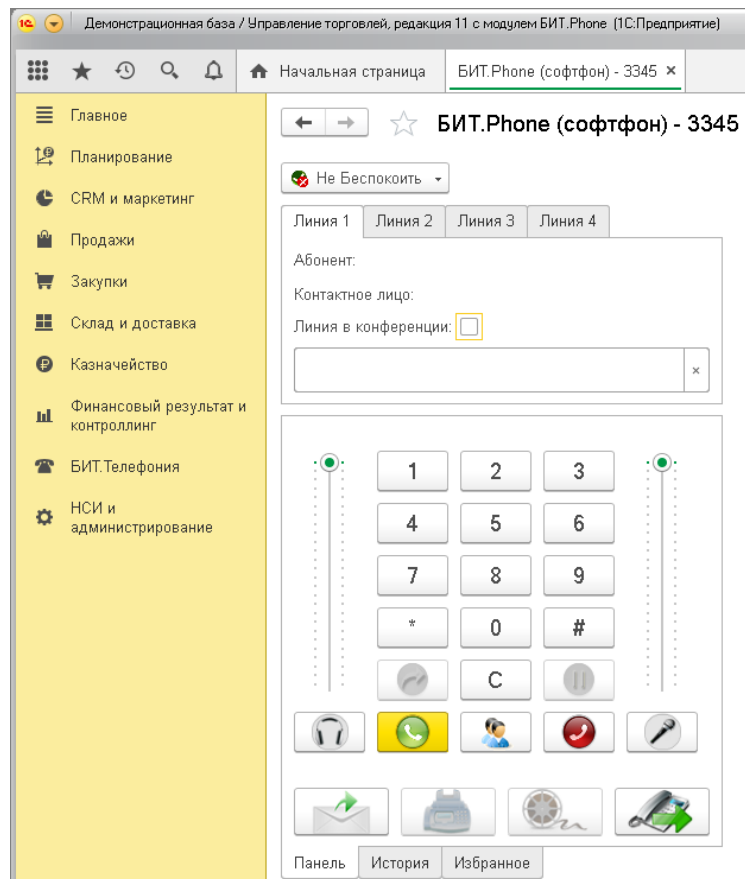 Демонстрационная база / Управление торговлей, редакция 11 с модулем БИТ.Phone (1С:Предприятие)
Начальная страница
БИТ.Phone (софтфон) - 3345 ×
Главное
Планирование
CRM и маркетинг
Продажи
Закупки
Склад и доставка
Казначейство
Финансовый результат и
контроллинг
БИТ.Телефония
НСИ и
администрирование
БИТ.Phone (софтфон) - 3345
Не Беспокоить
Линия 1 Линия 2 Линия 3 Линия 4
Абонент:
Контактное лицо:
Линия в конференции:
×
1 2 3
4 5 6
7 8 9
* 0 #
C
Панель История Избранное